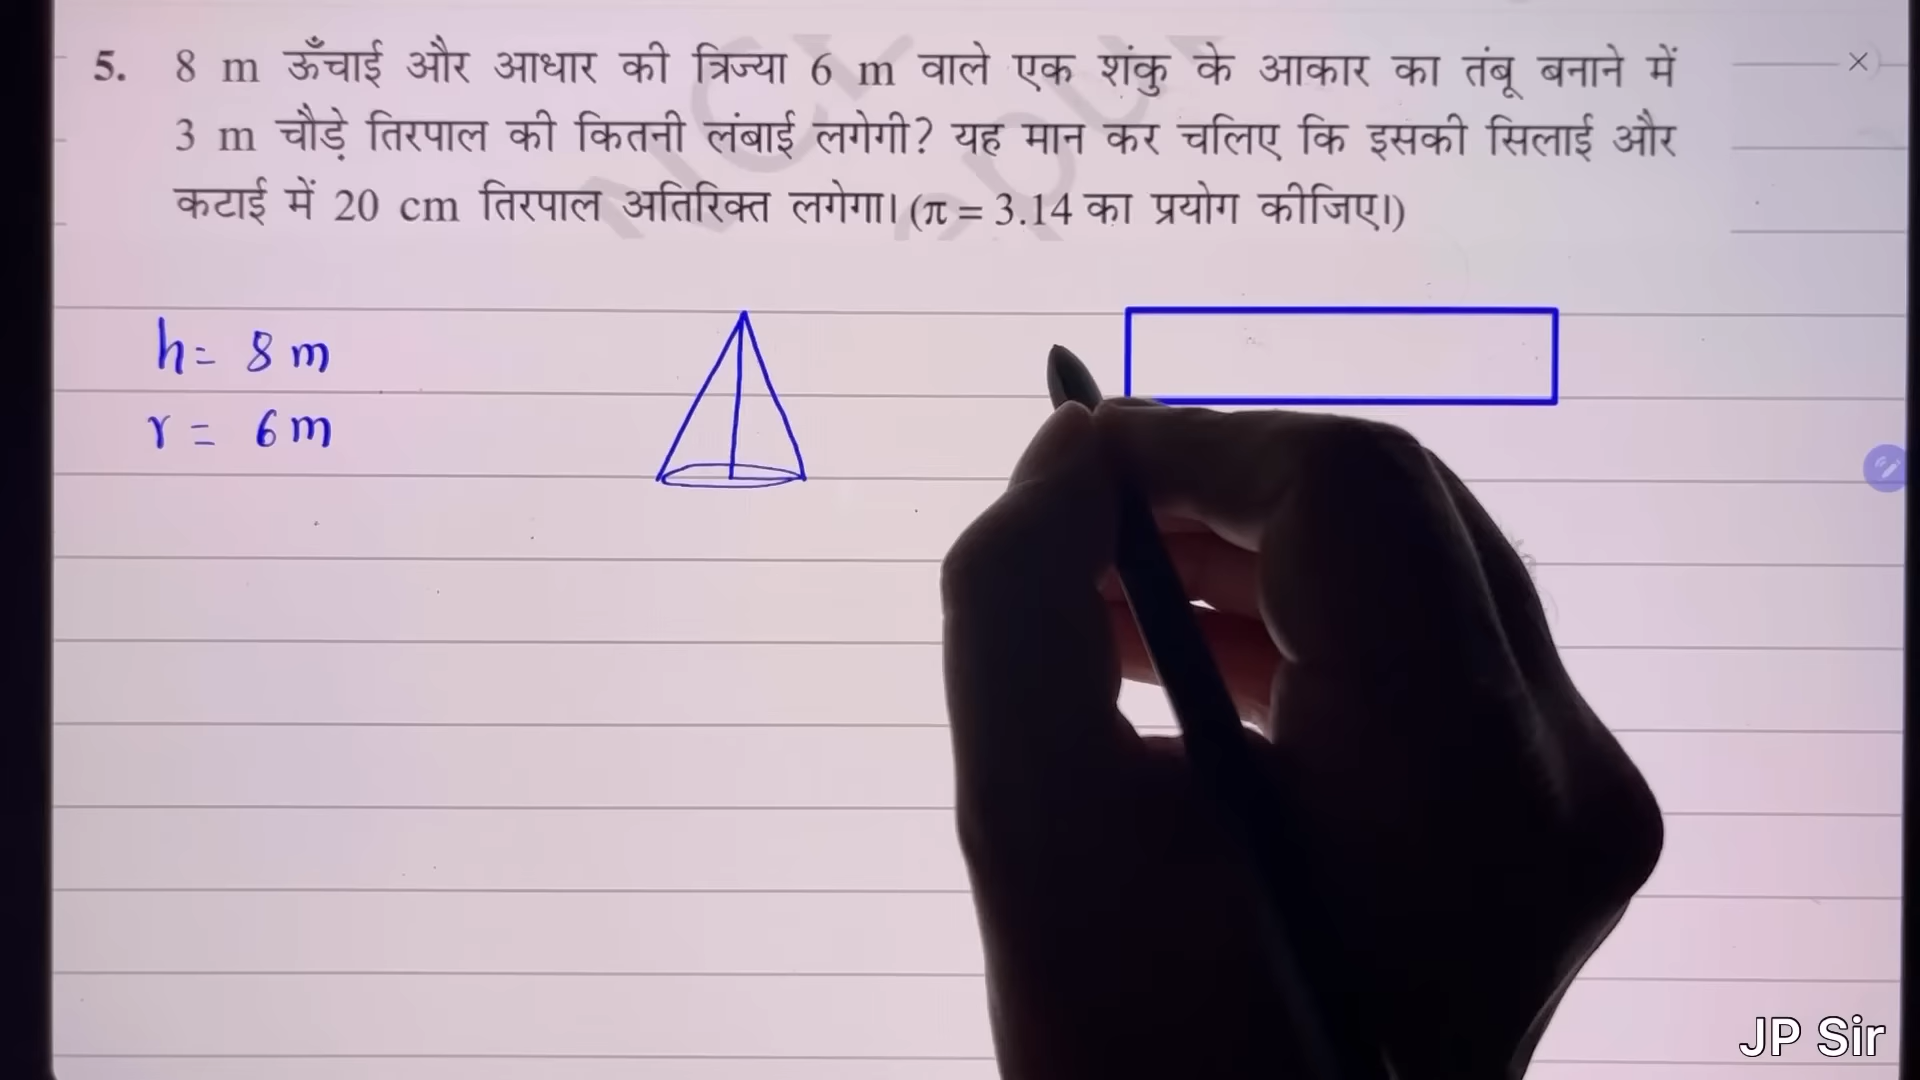 5. 8 m ऊँचाई और आधार की त्रिज्या 6 m वाले एक शंकु के आकार का तंबू बनाने में
3 m चौड़े तिरपाल की कितनी लंबाई लगेगी? यह मान कर चलिए कि इसकी सिलाई और
कटाई में 20 cm तिरपाल अतिरिक्त लगेगा। (π = 3.14 का प्रयोग कीजिए।)
h = 8 m
r = 6 m
JP Sir